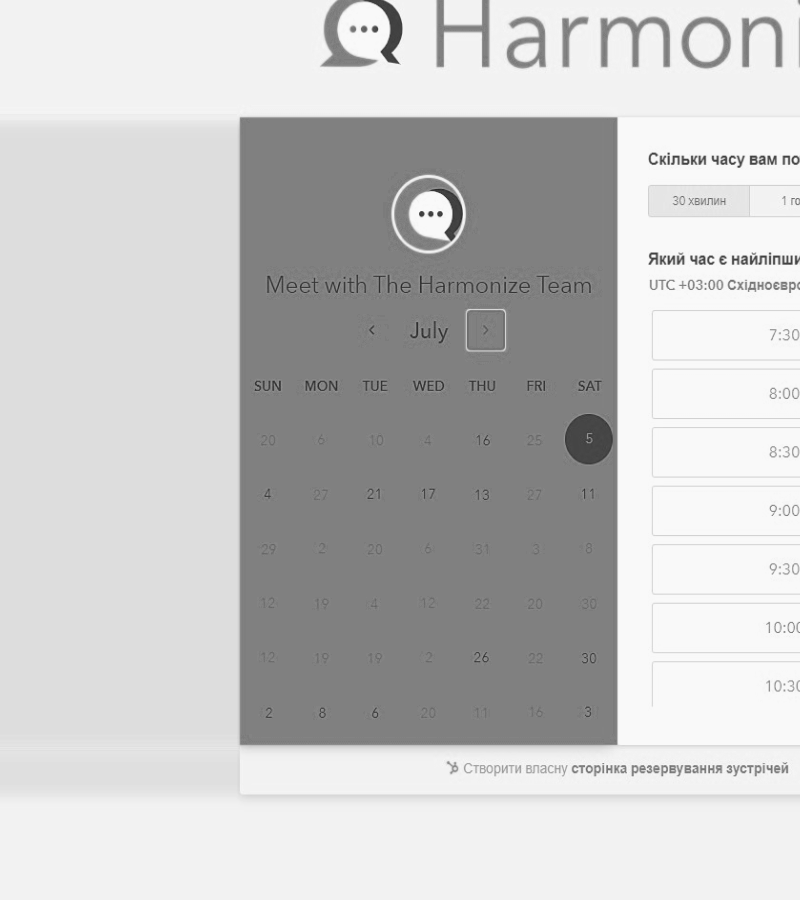 Harmoni
Meet with The Harmonize Team
July
SUN MON TUE WED THU FRI SAT
20 6 10 4 16 25 5
4 27 21 17 13 27 11
29 2 20 6 31 3 8
12 19 4 12 22 20 30
12 19 19 2 26 22 30
2 8 6 20 11 16 3
Скільки часу вам по
30 хвилин 1 го
Який час є найліпши
UTC +03:00 Східноєвро
7:30
8:00
8:30
9:00
9:30
10:00
10:30
Створити власну сторінка резервування зустрічей